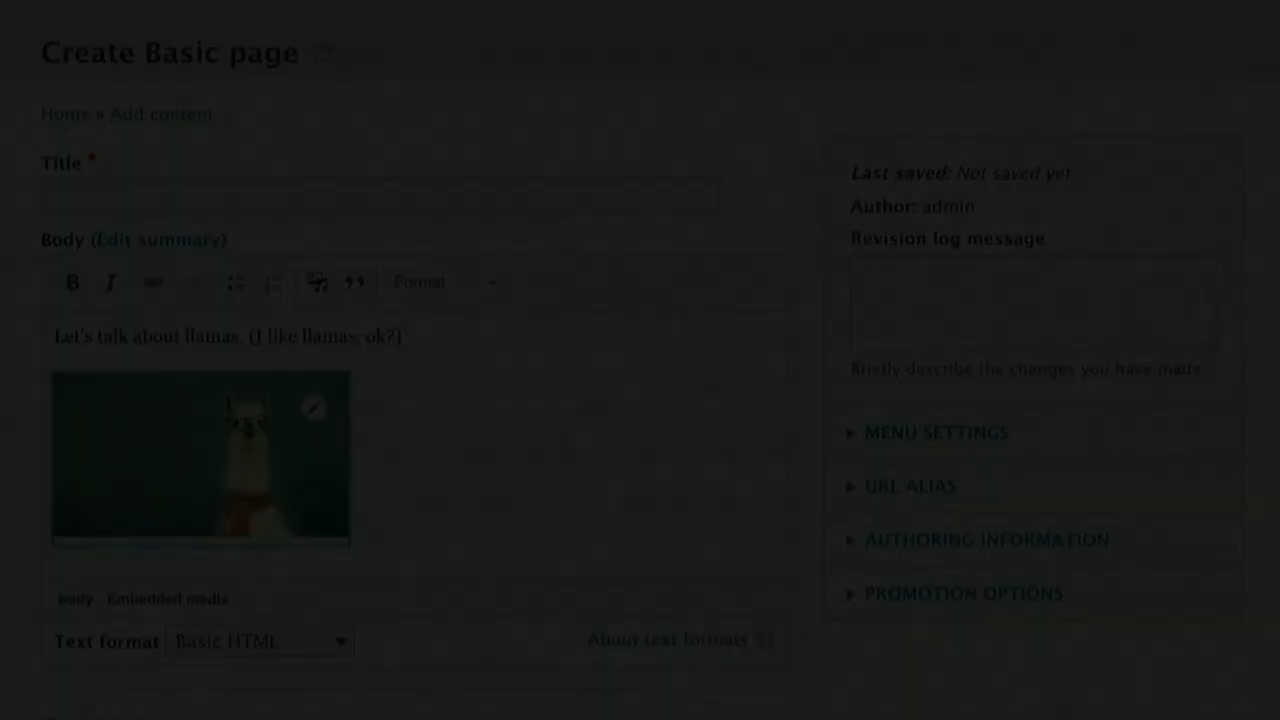 Create Basic page
Home » Add content
Title *
Body (Edit summary)
B I Format
Let's talk about llamas. (I like llamas, ok?)
body Embedded media
Text format Basic HTML
About text formats
Last saved: Not saved yet
Author: admin
Revision log message
Briefly describe the changes you have made.
MENU SETTINGS
URL ALIAS
AUTHORING INFORMATION
PROMOTION OPTIONS